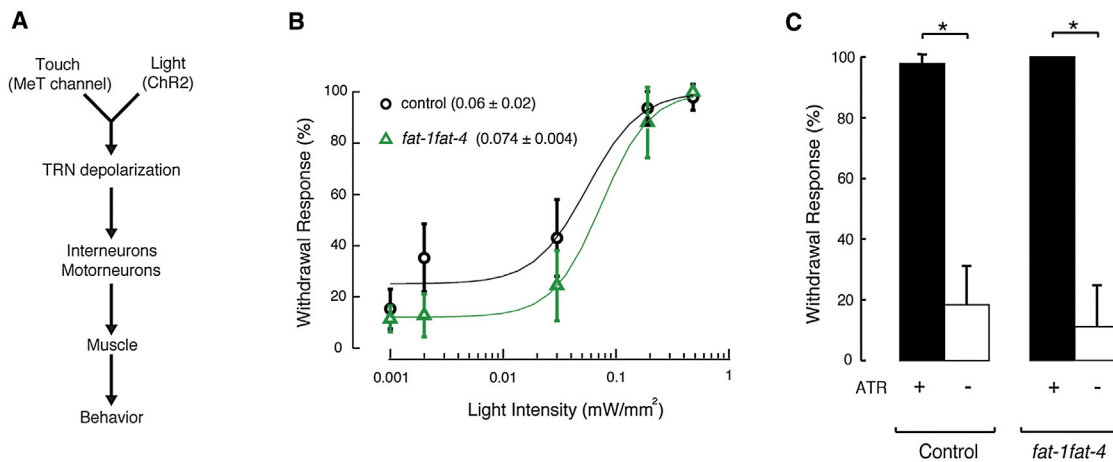 A
Touch
(MeT channel)
Light
(ChR2)
TRN depolarization
Interneurons
Motorneurons
Muscle
Behavior
B
Withdrawal Response (%)
100
80
60
40
20
0
control (0.06 ± 0.02)
fat-1fat-4 (0.074 ± 0.004)
0.001
0.01
0.1
1
Light Intensity (mW/mm²)
C
Withdrawal Response (%)
100
80
60
40
20
0
* *
ATR + - + -
Control
fat-1fat-4